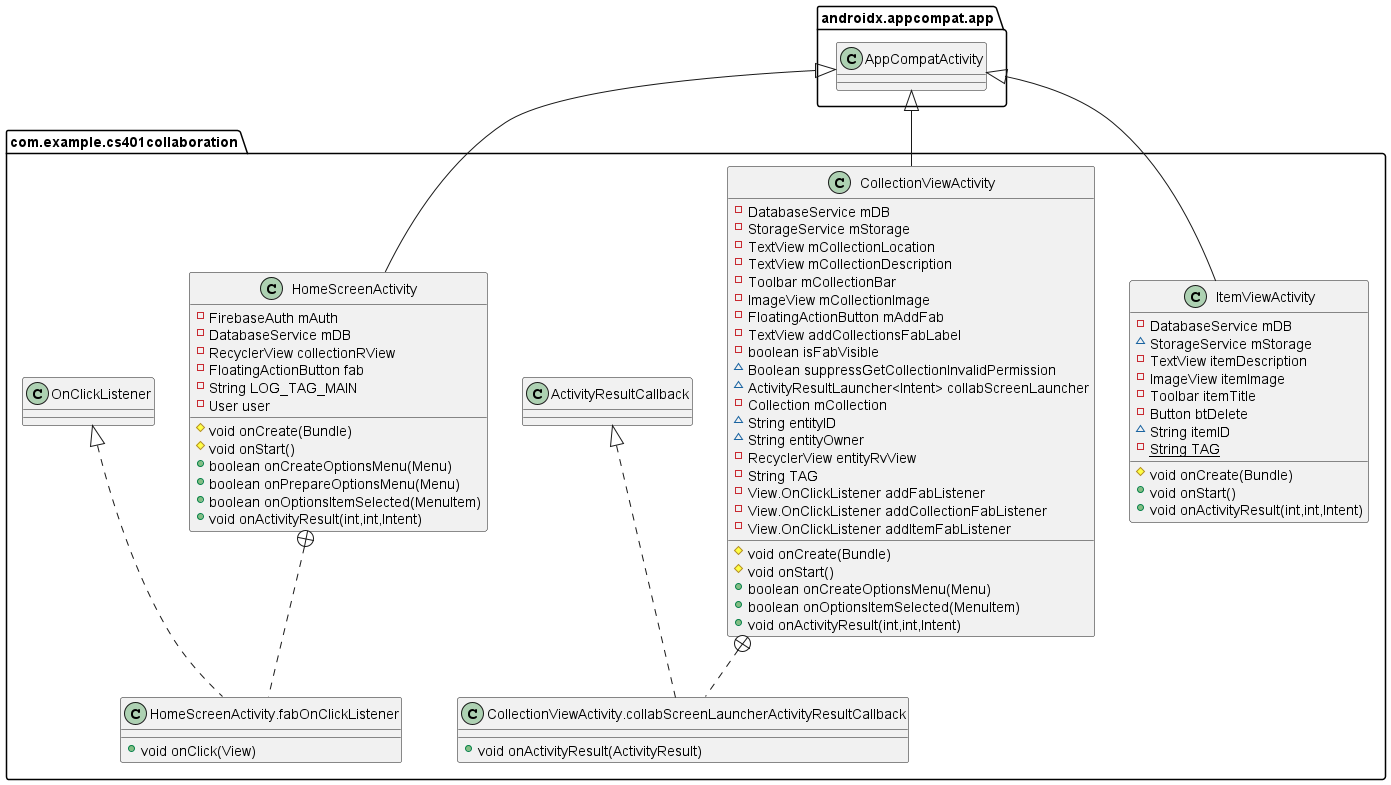 androidx.appcompat.app
C AppCompatActivity
com.example.cs401collaboration
C HomeScreenActivity
FirebaseAuth mAuth
DatabaseService mDB
RecyclerView collectionRView
FloatingActionButton fab
String LOG_TAG_MAIN
User user
void onCreate(Bundle)
void onStart()
boolean onCreateOptionsMenu(Menu)
boolean onPrepareOptionsMenu(Menu)
boolean onOptionsItemSelected(MenuItem)
void onActivityResult(int,int,Intent)
C CollectionViewActivity
DatabaseService mDB
StorageService mStorage
TextView mCollectionLocation
TextView mCollectionDescription
Toolbar mCollectionBar
ImageView mCollectionImage
FloatingActionButton mAddFab
TextView addCollectionsFabLabel
boolean isFabVisible
Boolean suppressGetCollectionInvalidPermission
ActivityResultLauncher<Intent> collabScreenLauncher
Collection mCollection
String entityID
String entityOwner
RecyclerView entityRvView
String TAG
View.OnClickListener addFabListener
View.OnClickListener addCollectionFabListener
View.OnClickListener addItemFabListener
void onCreate(Bundle)
void onStart()
boolean onCreateOptionsMenu(Menu)
boolean onOptionsItemSelected(MenuItem)
void onActivityResult(int,int,Intent)
C ItemViewActivity
DatabaseService mDB
StorageService mStorage
TextView itemDescription
ImageView itemImage
Toolbar itemTitle
Button btDelete
String itemID
String TAG
void onCreate(Bundle)
void onStart()
void onActivityResult(int,int,Intent)
C OnClickListener
C ActivityResultCallback
C HomeScreenActivity.fabOnClickListener
void onClick(View)
C CollectionViewActivity.collabScreenLauncherActivityResultCallback
void onActivityResult(ActivityResult)